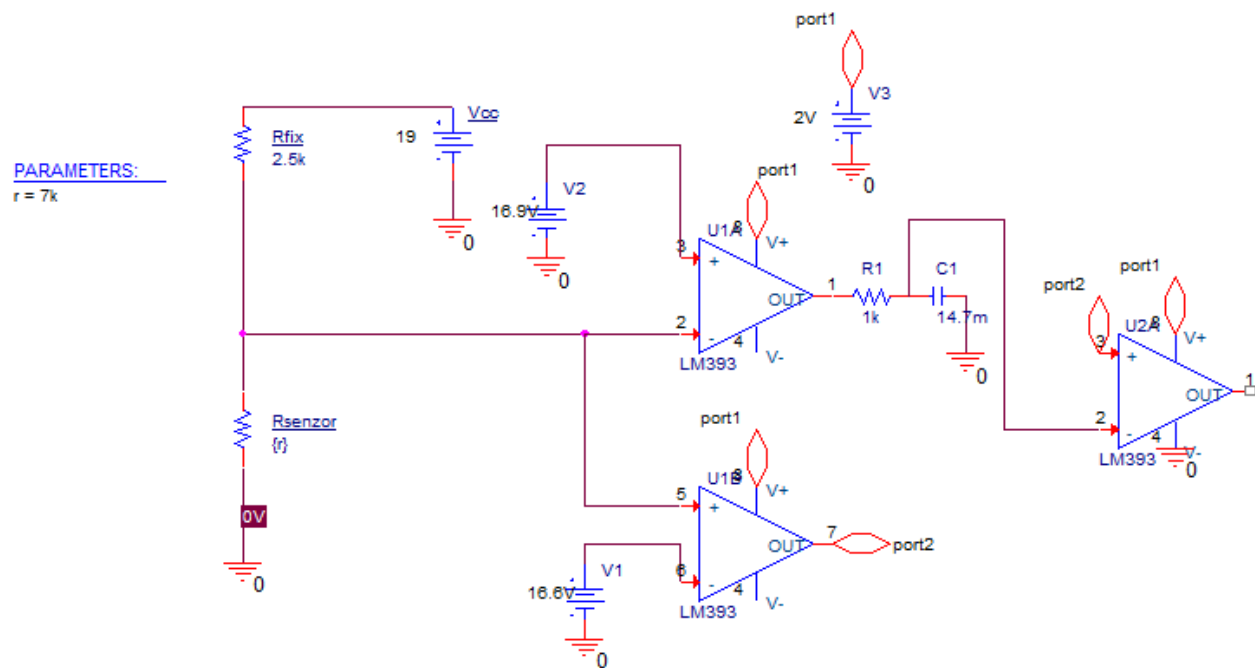 port1
V3
2V
0
Vcc
19
0
Rfix
2.5k
PARAMETERS:
r = 7k
V2
16.9V
0
port1
U1A
8
V+
3
+
OUT
1
2
-
4
V-
LM393
R1
1k
C1
14.7m
0
port2
port1
U2A
8
V+
3
+
OUT
1
2
-
4
V-
LM393
0
Rsenzor
{r}
0V
0
port1
U1B
8
V+
5
+
OUT
7
port2
6
-
4
V-
LM393
V1
16.6V
0